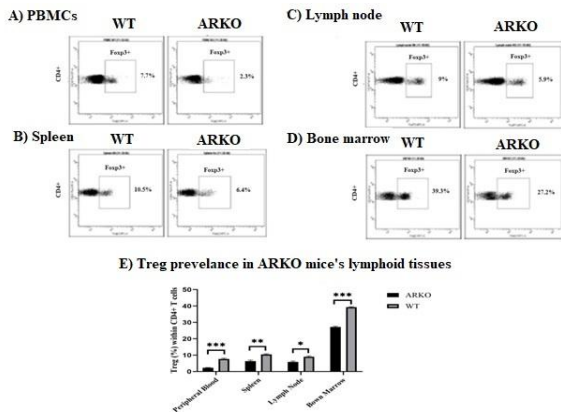 A) PBMCs
WT
ARKO
Foxp3+
Foxp3+
CD4+
7.7%
2.3%
B) Spleen
WT
ARKO
Foxp3+
Foxp3+
CD4+
10.5%
6.4%
C) Lymph node
WT
ARKO
Foxp3+
Foxp3+
CD4+
9%
5.9%
D) Bone marrow
WT
ARKO
Foxp3+
Foxp3+
CD4+
39.3%
27.2%
E) Treg prevelance in ARKO mice's lymphoid tissues
Treg (%) within CD4+ T cells
50
40
30
20
10
0
***
**
*
***
ARKO
WT
Peripheral Blood
Spleen
Lymph Node
Bown Marrow